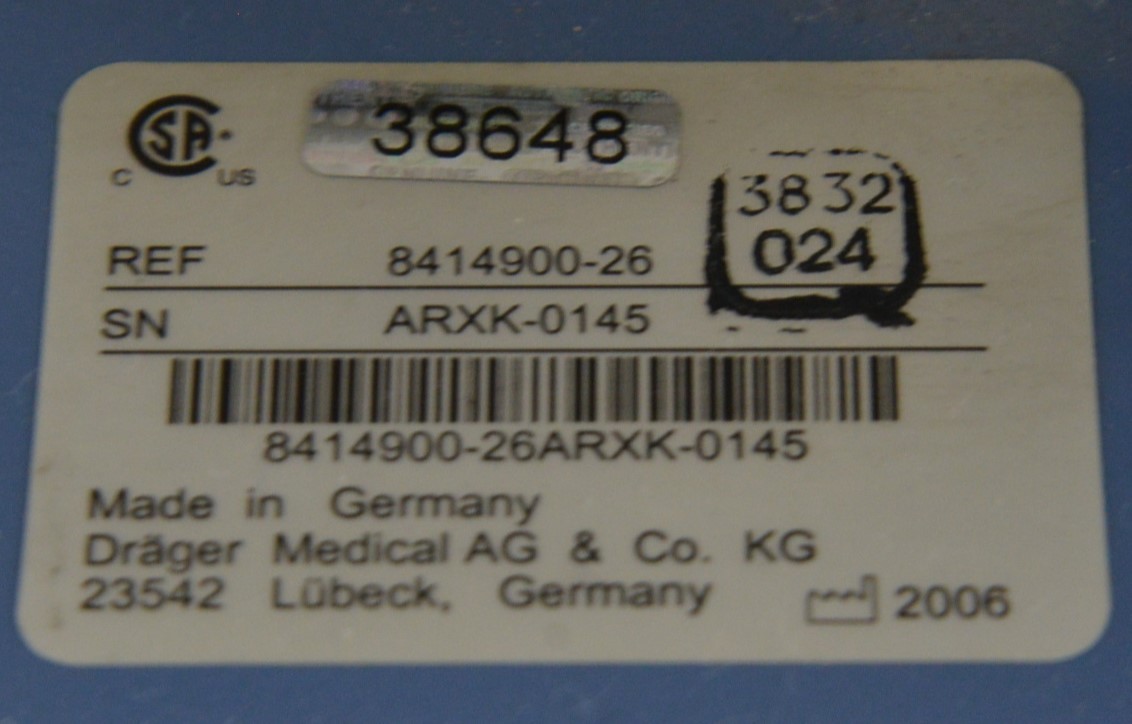 CSA
C US
38648
GENUINE
3832
024
REF 8414900-26
SN ARXK-0145
8414900-26ARXK-0145
Made in Germany
Dräger Medical AG & Co. KG
23542 Lübeck, Germany
2006